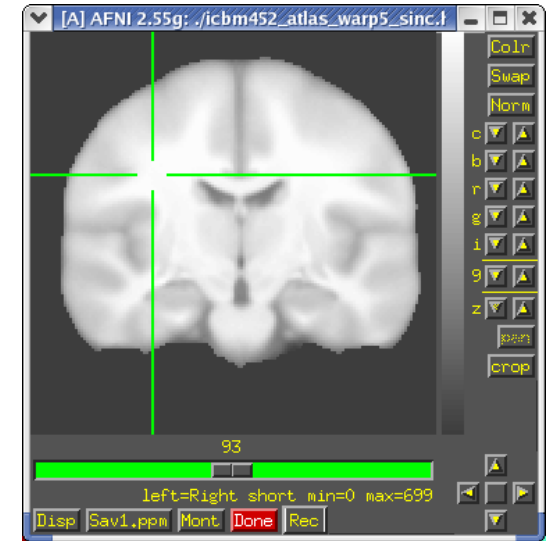 [A] AFNI 2.55g: ./icbm452_atlas_warp5_sinc.h
Colr
Swap
Norm
c
b
r
g
i
9
z
pan
crop
93
left=Right short min=0 max=699
Disp Sav1.ppm Mont Done Rec